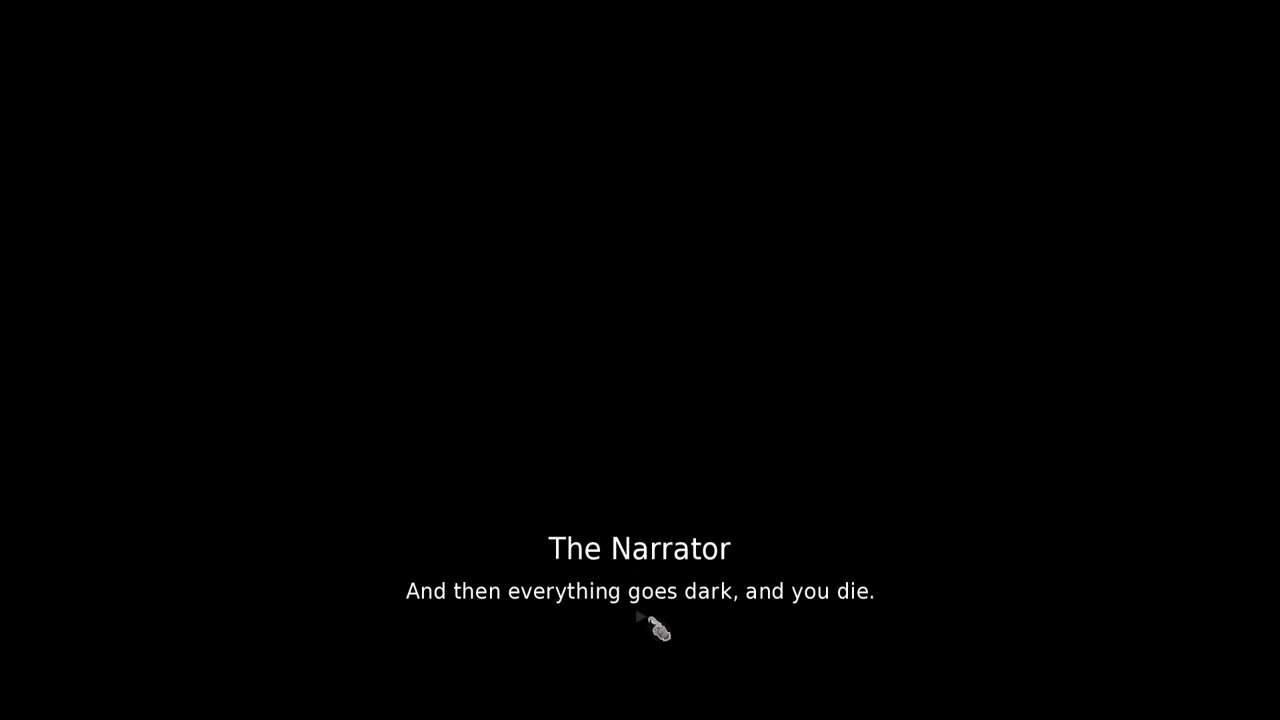 The Narrator
And then everything goes dark, and you die.